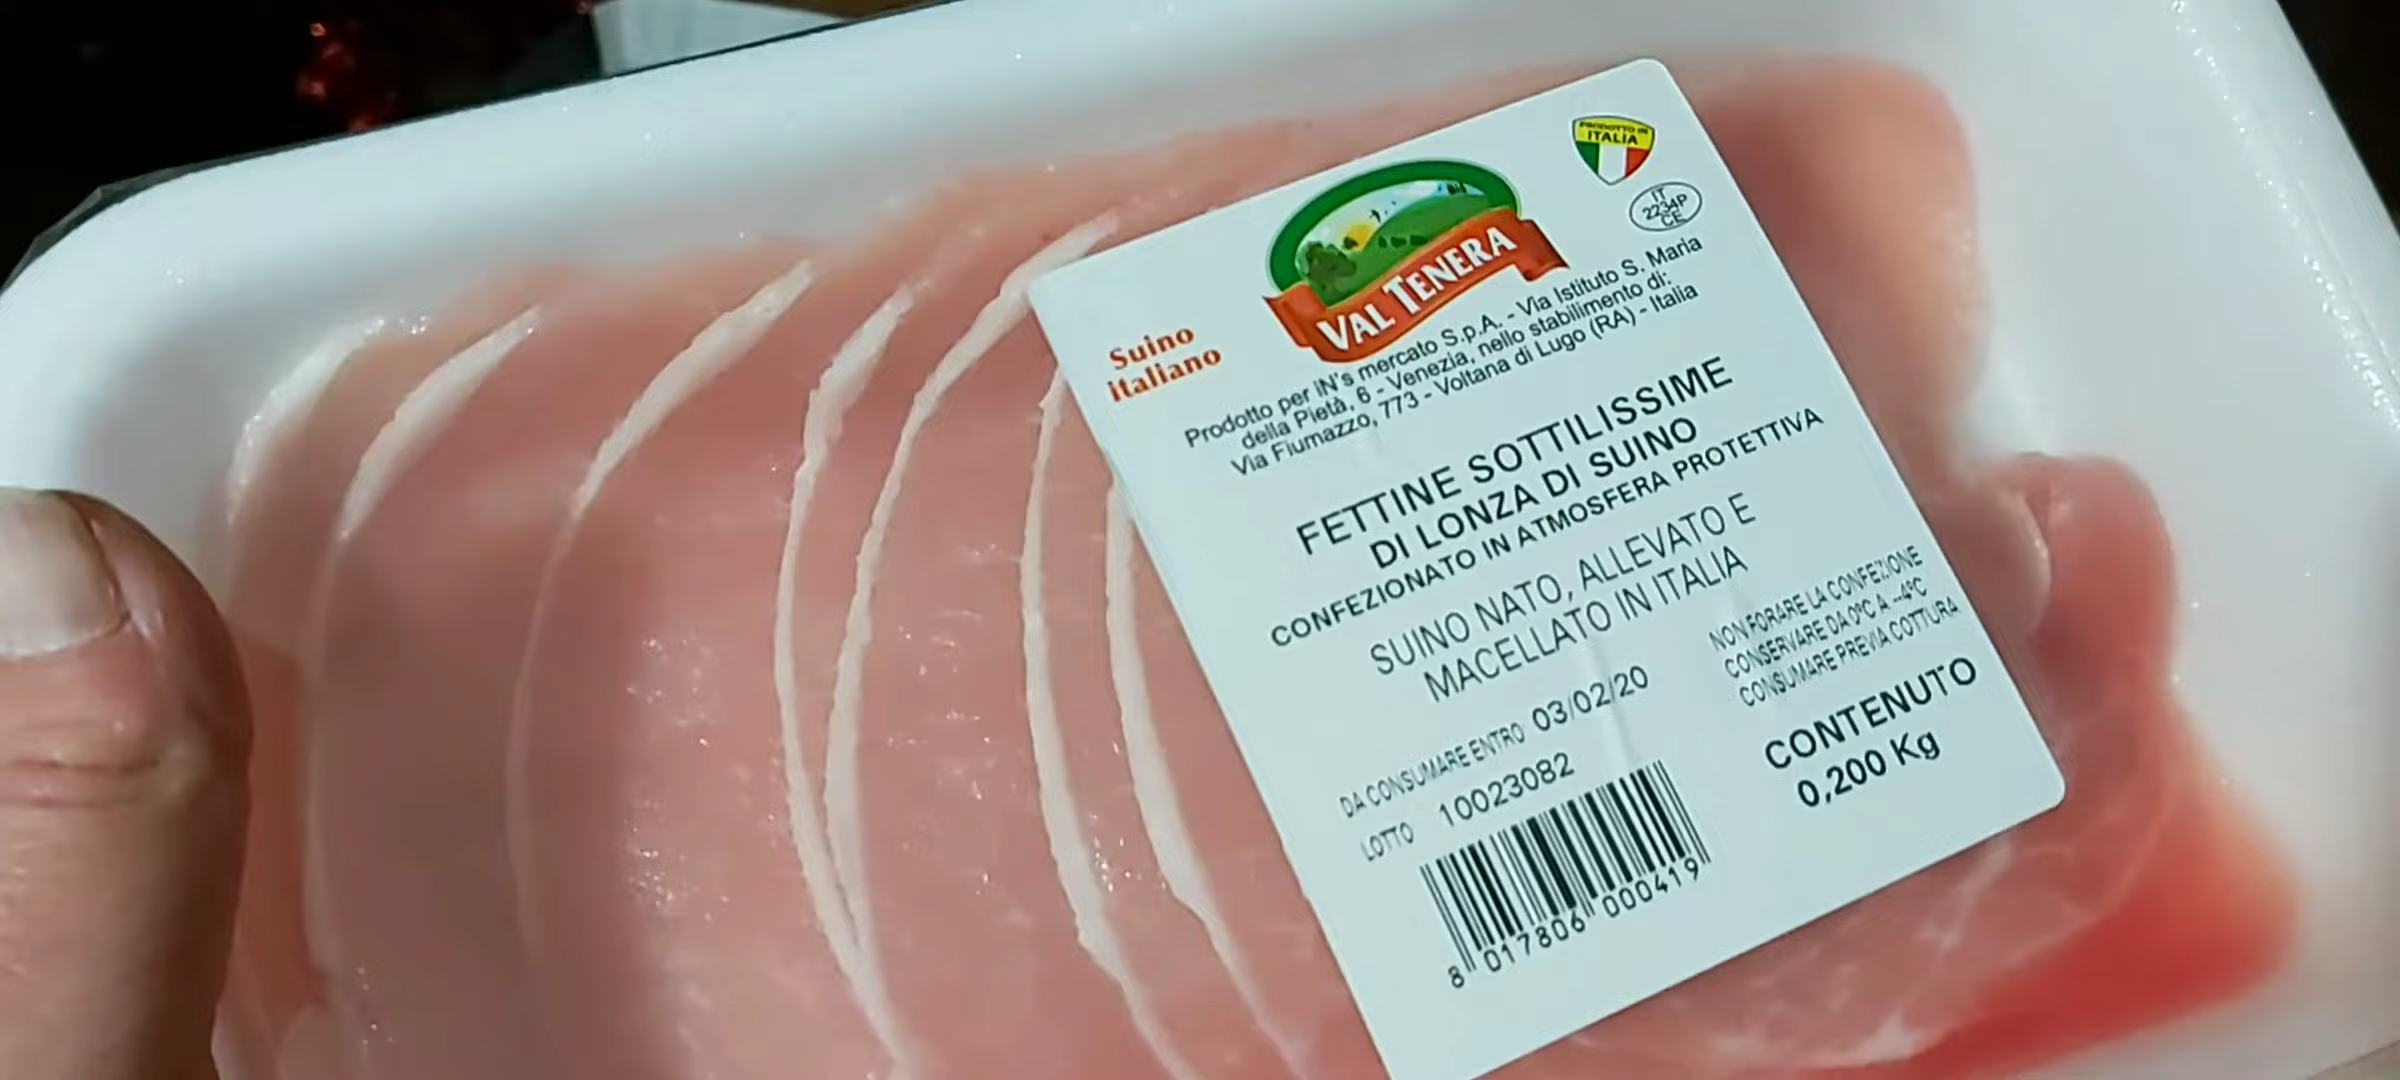 PRODOTTO IN
ITALIA
IT
2234P
CE
VAL TENERA
Suino
italiano
Prodotto per iN's mercato S.p.A. - Via Istituto S. Maria
della Pietà, 6 - Venezia, nello stabilimento di:
Via Fiumazzo, 773 - Voltana di Lugo (RA) - Italia
FETTINE SOTTILISSIME
DI LONZA DI SUINO
CONFEZIONATO IN ATMOSFERA PROTETTIVA
SUINO NATO, ALLEVATO E
MACELLATO IN ITALIA
NON FORARE LA CONFEZIONE
CONSERVARE DA 0°C A +4°C
CONSUMARE PREVIA COTTURA
DA CONSUMARE ENTRO 03/02/20
LOTTO 10023082
CONTENUTO
0,200 Kg
8 017806 000419